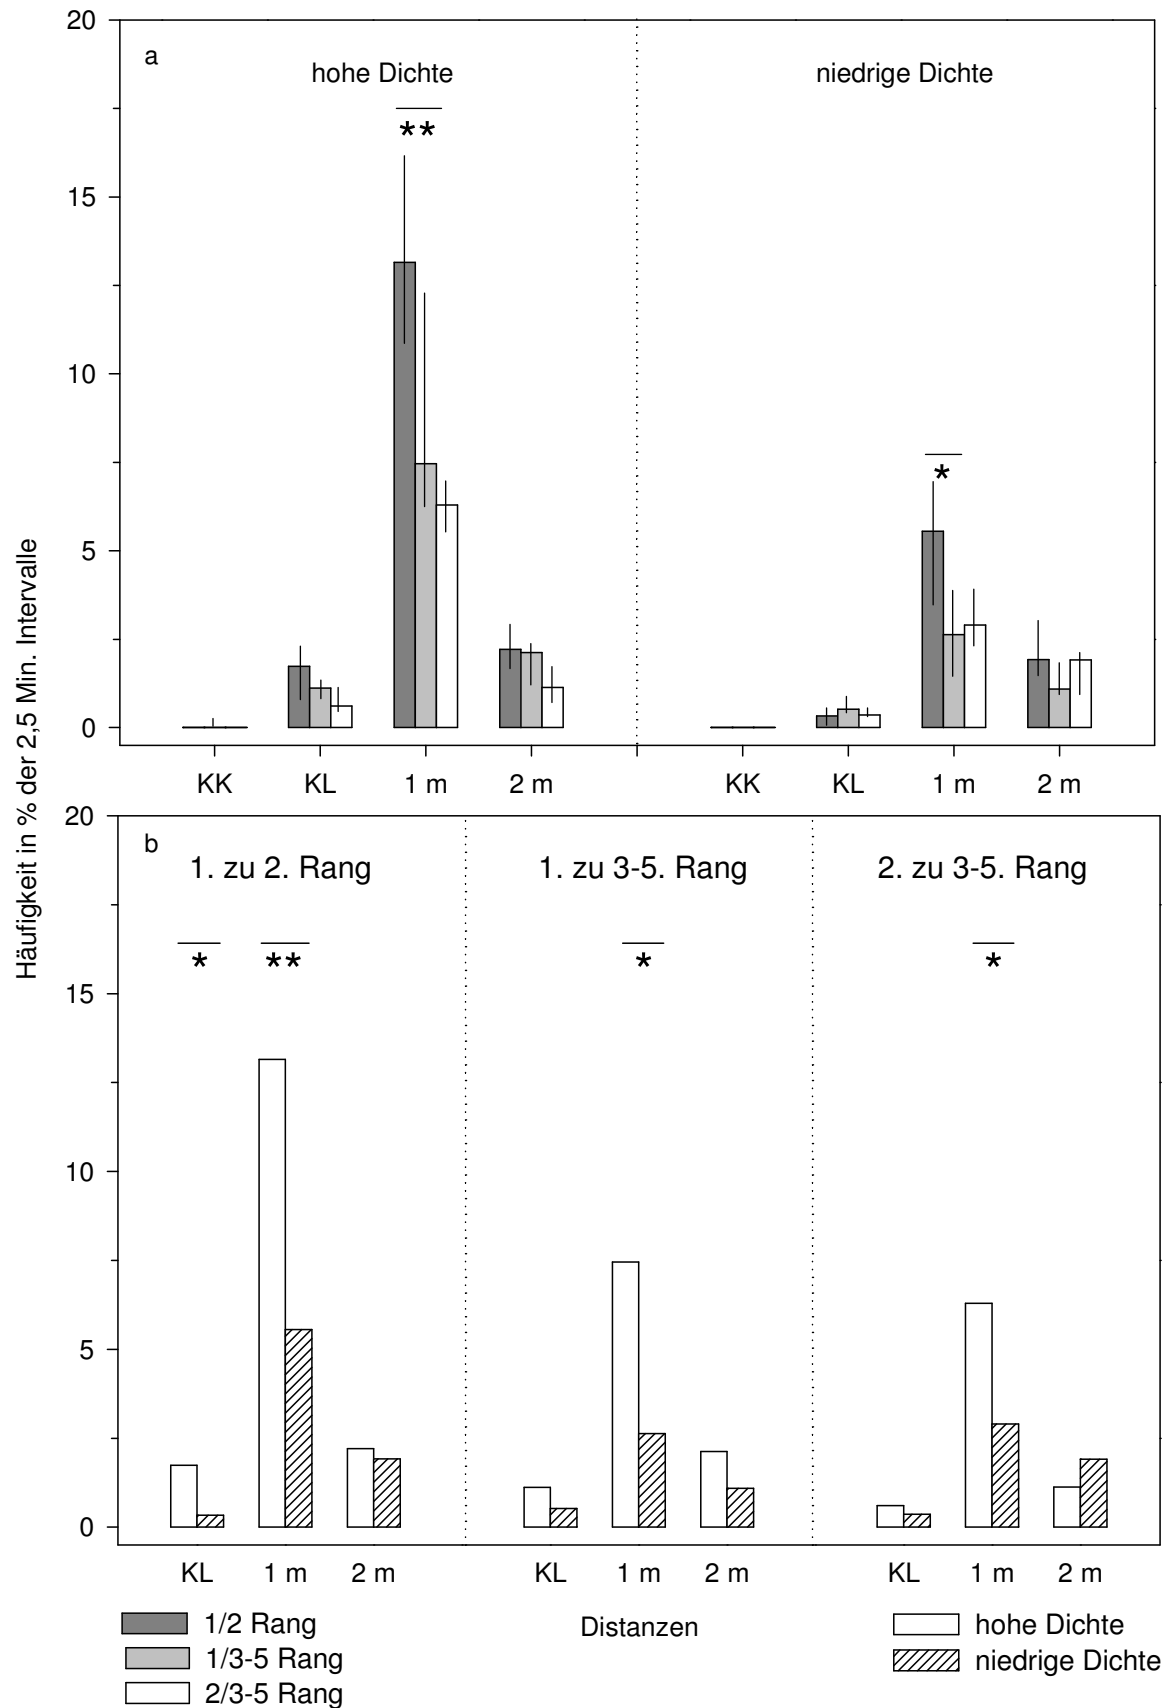 20
a
hohe Dichte
niedrige Dichte
**
15
10
*
5
0
KK KL 1 m 2 m KK KL 1 m 2 m
Häufigkeit in % der 2,5 Min. Intervalle
20
b
1. zu 2. Rang
1. zu 3-5. Rang
2. zu 3-5. Rang
* ** * *
15
10
5
0
KL 1 m 2 m KL 1 m 2 m KL 1 m 2 m
Distanzen
1/2 Rang
1/3-5 Rang
2/3-5 Rang
hohe Dichte
niedrige Dichte